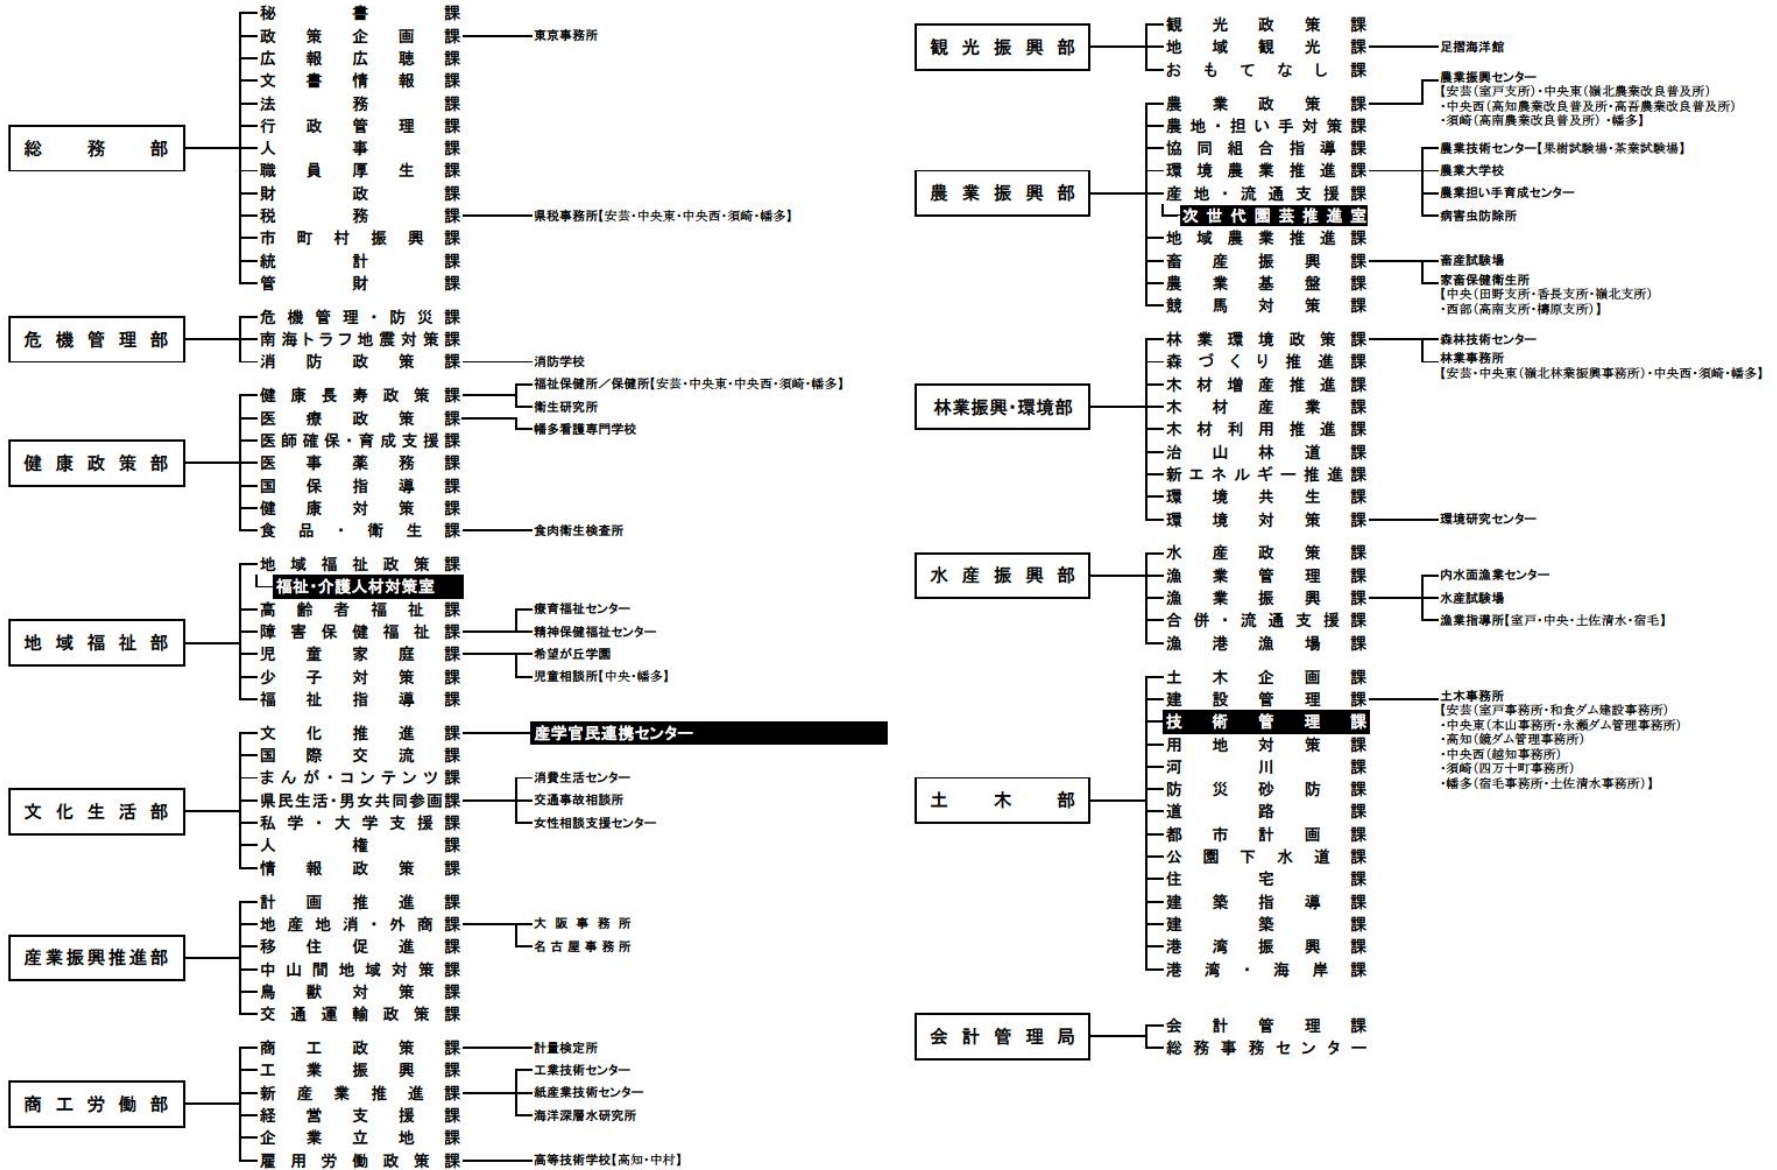 総務部
秘書課
政策企画課 東京事務所
広報広聴課
文書情報課
法務課
行政管理課
人事課
職員厚生課
財政課
税務課 県税事務所【安芸・中央東・中央西・須崎・幡多】
市町村振興課
統計課
管財課
危機管理部
危機管理・防災課
南海トラフ地震対策課
消防政策課 消防学校
健康政策部
健康長寿政策課 福祉保健所／保健所【安芸・中央東・中央西・須崎・幡多】
衛生研究所
医療政策課 幡多看護専門学校
医師確保・育成支援課
医事薬務課
国保指導課
健康対策課
食品・衛生課 食肉衛生検査所
地域福祉部
地域福祉政策課
福祉・介護人材対策室
高齢者福祉課
障害保健福祉課 療育福祉センター
精神保健福祉センター
児童家庭課 希望が丘学園
児童相談所【中央・幡多】
少子対策課
福祉指導課
文化生活部
文化推進課 産学官民連携センター
国際交流課
まんが・コンテンツ課
県民生活・男女共同参画課 消費生活センター
交通事故相談所
女性相談支援センター
私学・大学支援課
人権課
情報政策課
産業振興推進部
計画推進課
地産地消・外商課 大阪事務所
名古屋事務所
移住促進課
中山間地域対策課
鳥獣対策課
交通運輸政策課
商工労働部
商工政策課 計量検定所
工業振興課
新産業推進課 工業技術センター
紙産業技術センター
海洋深層水研究所
経営支援課
企業立地課
雇用労働政策課 高等技術学校【高知・中村】
観光振興部
観光政策課
地域観光課 足摺海洋館
おもてなし課
農業振興部
農業政策課 農業振興センター
【安芸(室戸支所)・中央東(嶺北農業改良普及所)
・中央西(高知農業改良普及所・高吾農業改良普及所)
・須崎(高南農業改良普及所)・幡多】
農地・担い手対策課
協同組合指導課
環境農業推進課 農業技術センター【果樹試験場・茶業試験場】
農業大学校
農業担い手育成センター
病害虫防除所
産地・流通支援課
次世代園芸推進室
地域農業推進課
畜産振興課 畜産試験場
家畜保健衛生所
【中央(田野支所・香長支所・嶺北支所)
・西部(高南支所・檮原支所)】
農業基盤課
競馬対策課
林業振興・環境部
林業環境政策課 森林技術センター
林業事務所
【安芸・中央東(嶺北林業振興事務所)・中央西・須崎・幡多】
森づくり推進課
木材増産推進課
木材産業課
木材利用推進課
治山林道課
新エネルギー推進課
環境共生課
環境対策課 環境研究センター
水産振興部
水産政策課
漁業管理課
漁業振興課 内水面漁業センター
水産試験場
漁業指導所【室戸・中央・土佐清水・宿毛】
合併・流通支援課
漁港漁場課
土木部
土木企画課
建設管理課 土木事務所
【安芸(室戸事務所・和食ダム建設事務所)
・中央東(本山事務所・永瀬ダム管理事務所)
・高知(鏡ダム管理事務所)
・中央西(越知事務所)
・須崎(四万十町事務所)
・幡多(宿毛事務所・土佐清水事務所)】
技術管理課
用地対策課
河川課
防災砂防課
道路課
都市計画課
公園下水道課
住宅課
建築指導課
建築課
港湾振興課
港湾・海岸課
会計管理局
会計管理課
総務事務センター